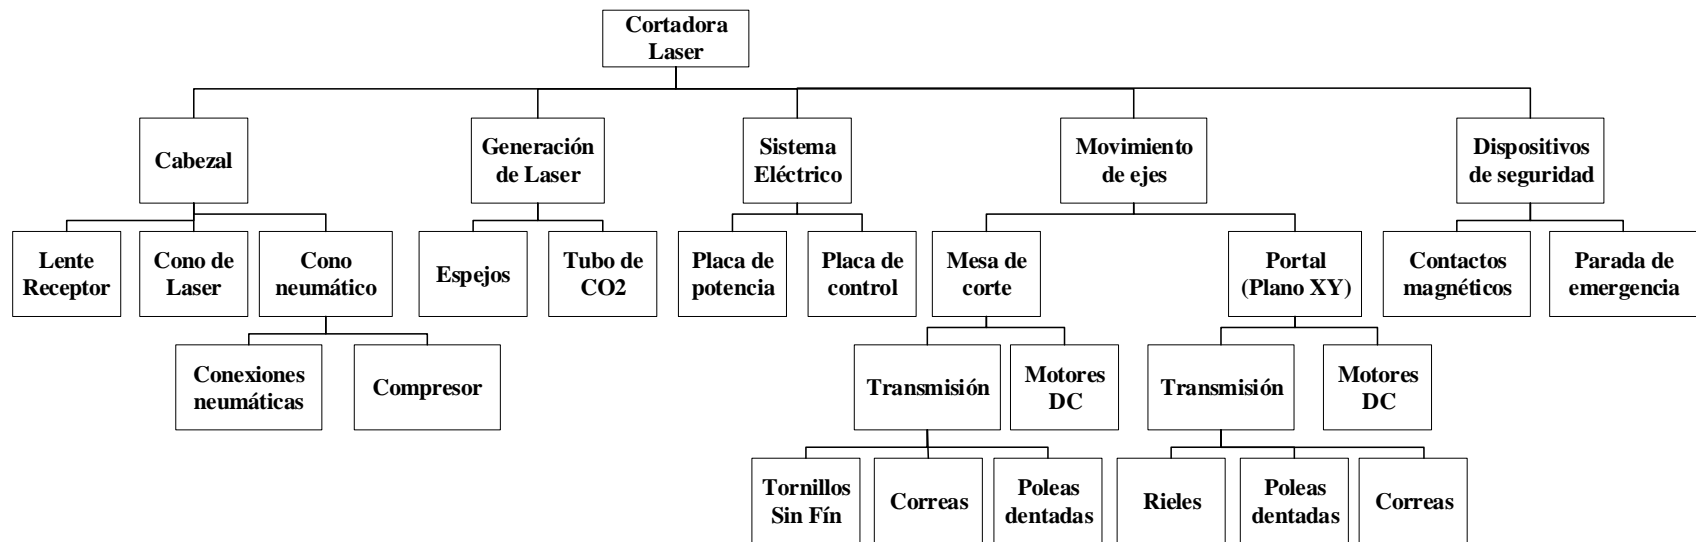 Cortadora
Laser
Cabezal
Generación
de Laser
Sistema
Eléctrico
Movimiento
de ejes
Dispositivos
de seguridad
Lente
Receptor
Cono de
Laser
Cono
neumático
Espejos
Tubo de
CO2
Placa de
potencia
Placa de
control
Mesa de
corte
Portal
(Plano XY)
Contactos
magnéticos
Parada de
emergencia
Conexiones
neumáticas
Compresor
Transmisión
Motores
DC
Transmisión
Motores
DC
Tornillos
Sin Fín
Correas
Poleas
dentadas
Rieles
Poleas
dentadas
Correas